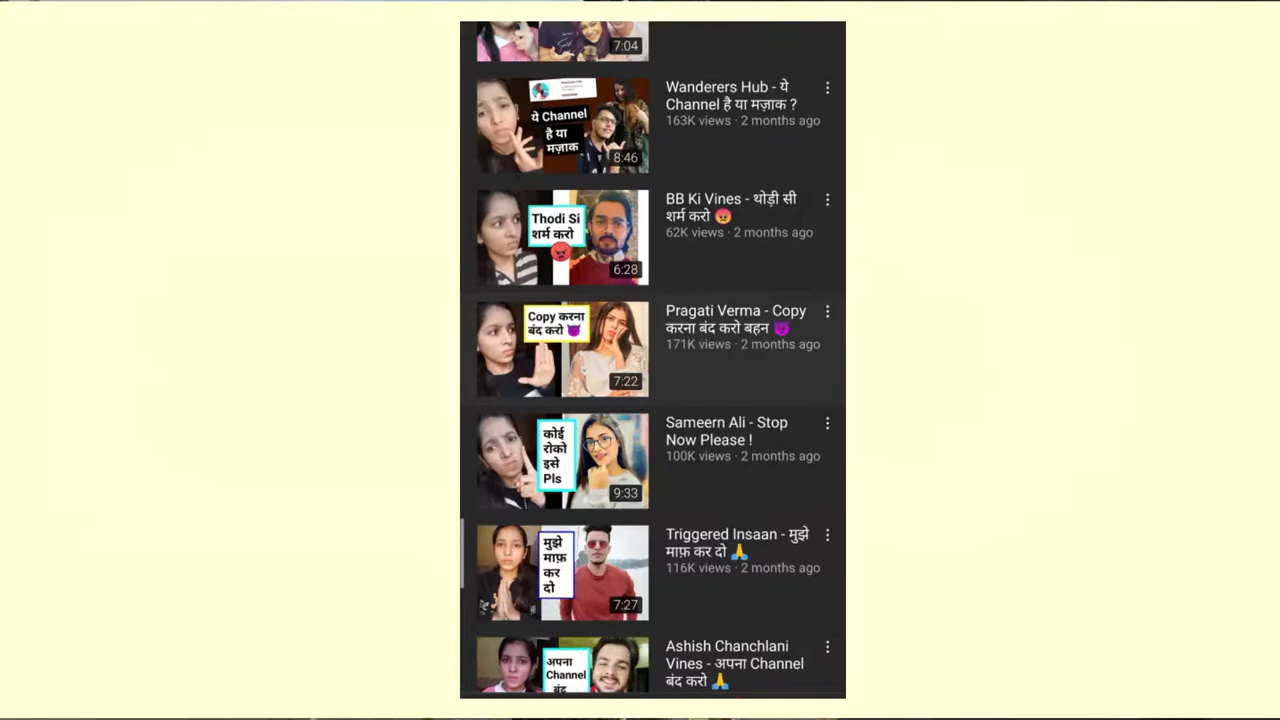 7:04
Wanderers Hub - ये
Channel है या मज़ाक ?
163K views · 2 months ago
ये Channel
है या
मज़ाक
8:46
BB Ki Vines - थोड़ी सी
शर्म करो 😡
62K views · 2 months ago
Thodi Si
शर्म करो
6:28
Pragati Verma - Copy
करना बंद करो बहन 😈
171K views · 2 months ago
Copy करना
बंद करो 😈
7:22
Sameern Ali - Stop
Now Please !
100K views · 2 months ago
कोई
रोको
इसे
Pls
9:33
Triggered Insaan - मुझे
माफ़ कर दो 🙏
116K views · 2 months ago
मुझे
माफ़
कर
दो
7:27
Ashish Chanchlani
Vines - अपना Channel
बंद करो 🙏
अपना
Channel
बंद